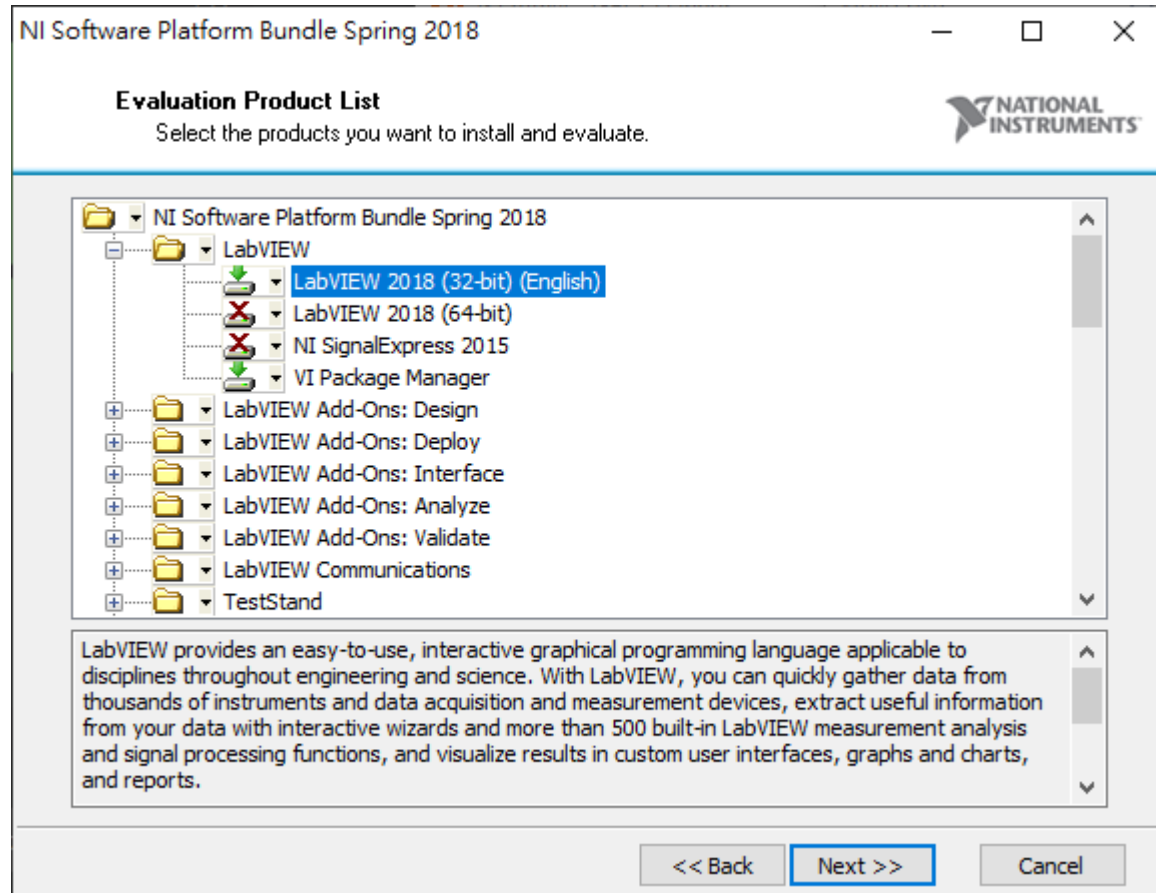 NI Software Platform Bundle Spring 2018
Evaluation Product List
Select the products you want to install and evaluate.
NATIONAL
INSTRUMENTS
NI Software Platform Bundle Spring 2018
LabVIEW
LabVIEW 2018 (32-bit) (English)
LabVIEW 2018 (64-bit)
NI SignalExpress 2015
VI Package Manager
LabVIEW Add-Ons: Design
LabVIEW Add-Ons: Deploy
LabVIEW Add-Ons: Interface
LabVIEW Add-Ons: Analyze
LabVIEW Add-Ons: Validate
LabVIEW Communications
TestStand
LabVIEW provides an easy-to-use, interactive graphical programming language applicable to
disciplines throughout engineering and science. With LabVIEW, you can quickly gather data from
thousands of instruments and data acquisition and measurement devices, extract useful information
from your data with interactive wizards and more than 500 built-in LabVIEW measurement analysis
and signal processing functions, and visualize results in custom user interfaces, graphs and charts,
and reports.
<< Back
Next >>
Cancel